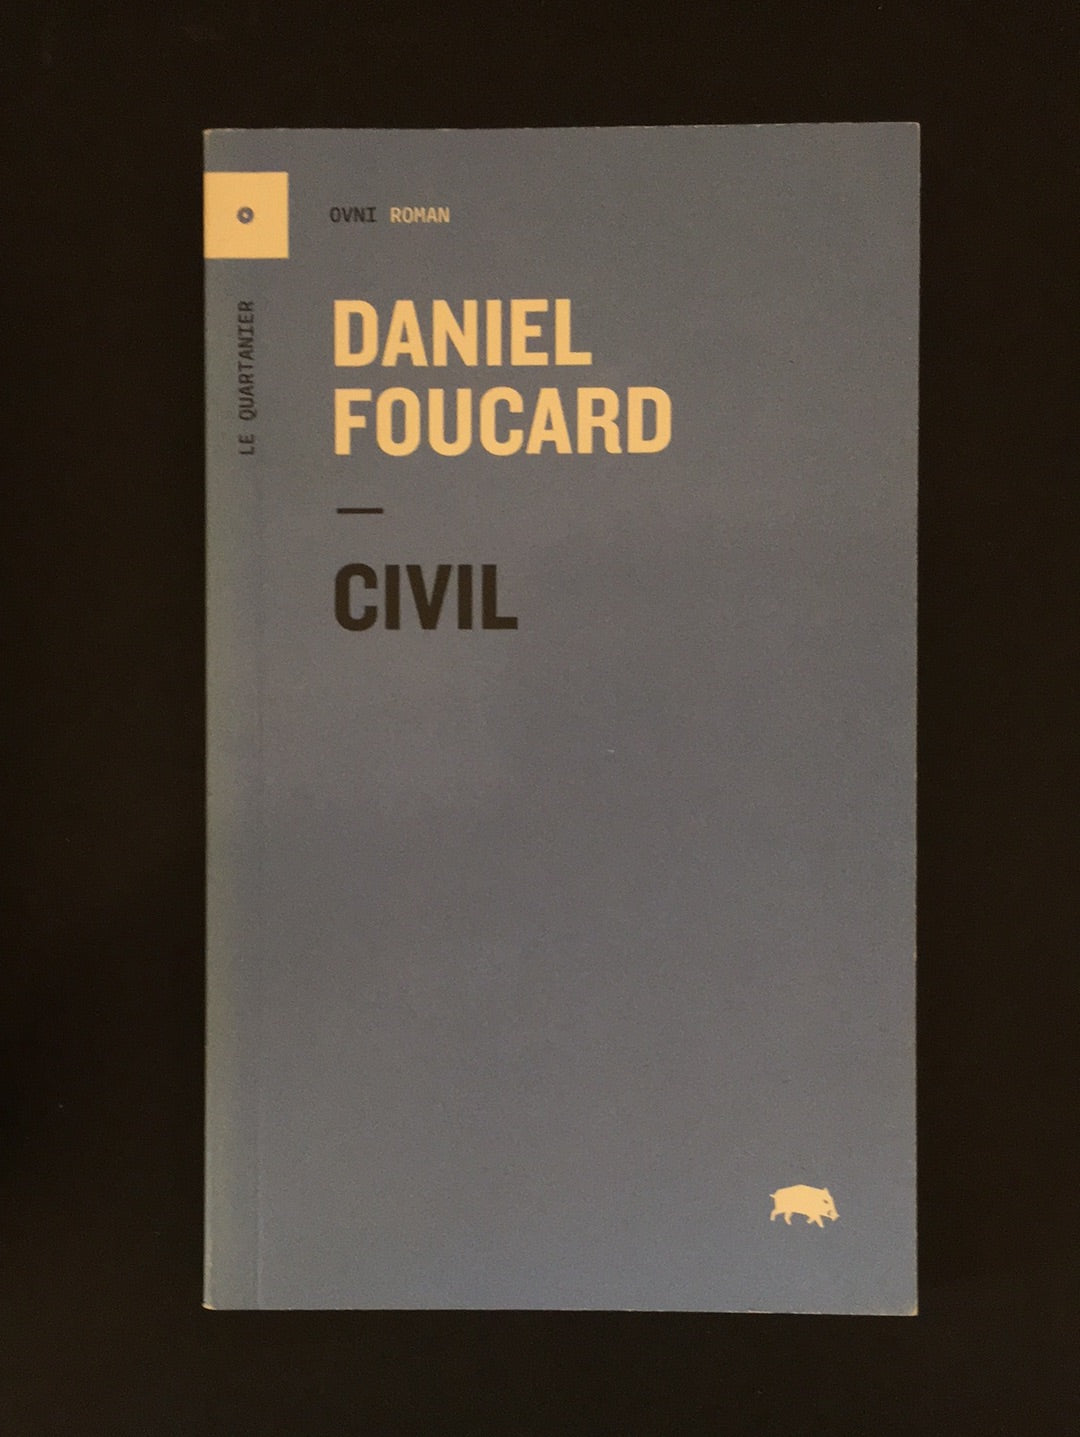 OVNI ROMAN
LE QUARTANIER
DANIEL
FOUCARD
—
CIVIL